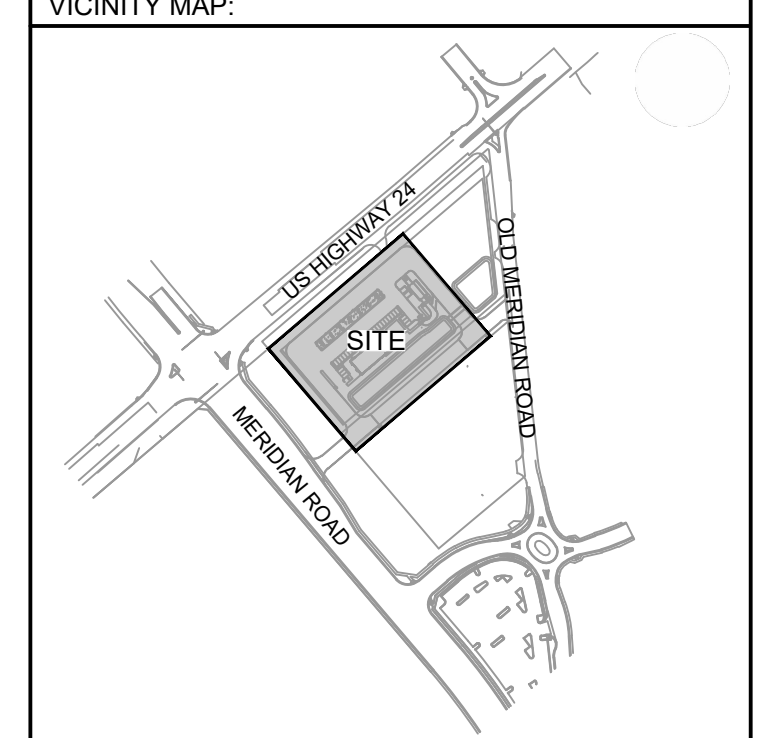 VICINITY MAP:
US HIGHWAY 24
OLD MERIDIAN ROAD
SITE
MERIDIAN ROAD